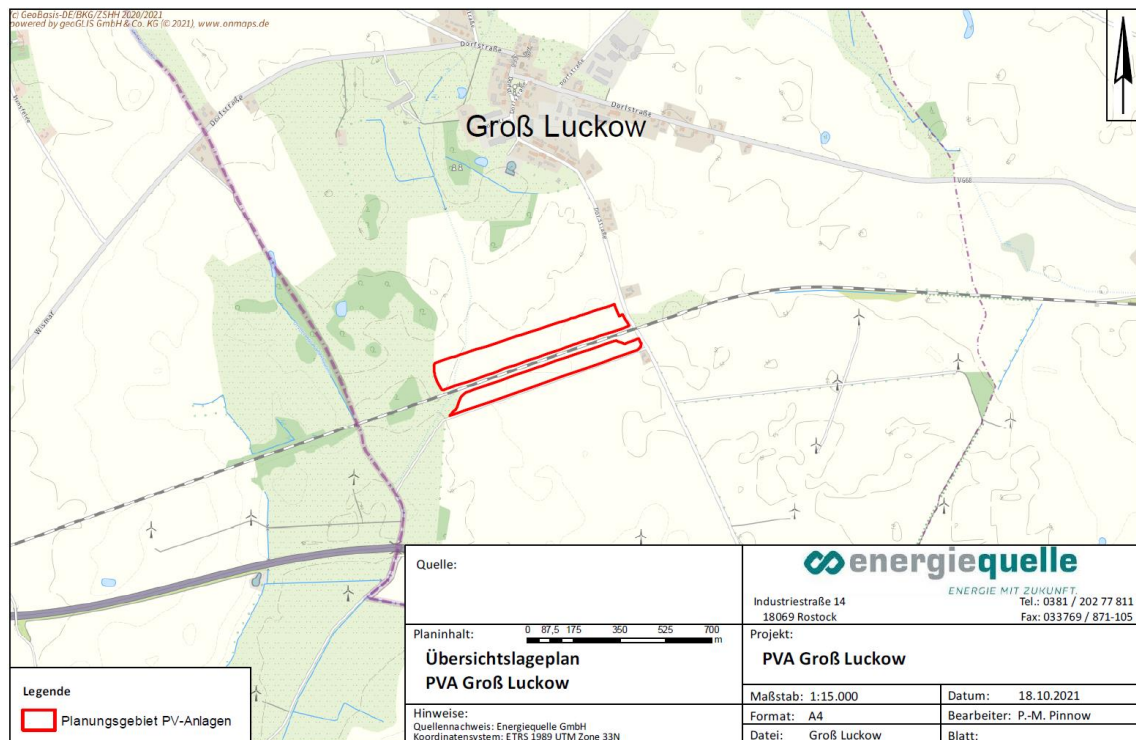 (c) GeoBasis-DE/BKG/ZSHH 2020/2021
powered by geoGLIS GmbH & Co. KG (© 2021), www.onmaps.de
Dorfstraße
Dorfstraße
Dorfstraße
Dorfstraße
Groß Luckow
V66
Dorfstraße
Wismar
Quelle:
energiequelle
ENERGIE MIT ZUKUNFT.
Industriestraße 14
18069 Rostock
Tel.: 0381 / 202 77 811
Fax: 033769 / 871-105
Planinhalt:
0 87,5 175 350 525 700
m
Übersichtslageplan
PVA Groß Luckow
Projekt:
PVA Groß Luckow
Maßstab: 1:15.000
Datum: 18.10.2021
Format: A4
Bearbeiter: P.-M. Pinnow
Datei: Groß Luckow
Blatt:
Hinweise:
Quellennachweis: Energiequelle GmbH
Koordinatensystem: ETRS 1989 UTM Zone 33N
Legende
Planungsgebiet PV-Anlagen